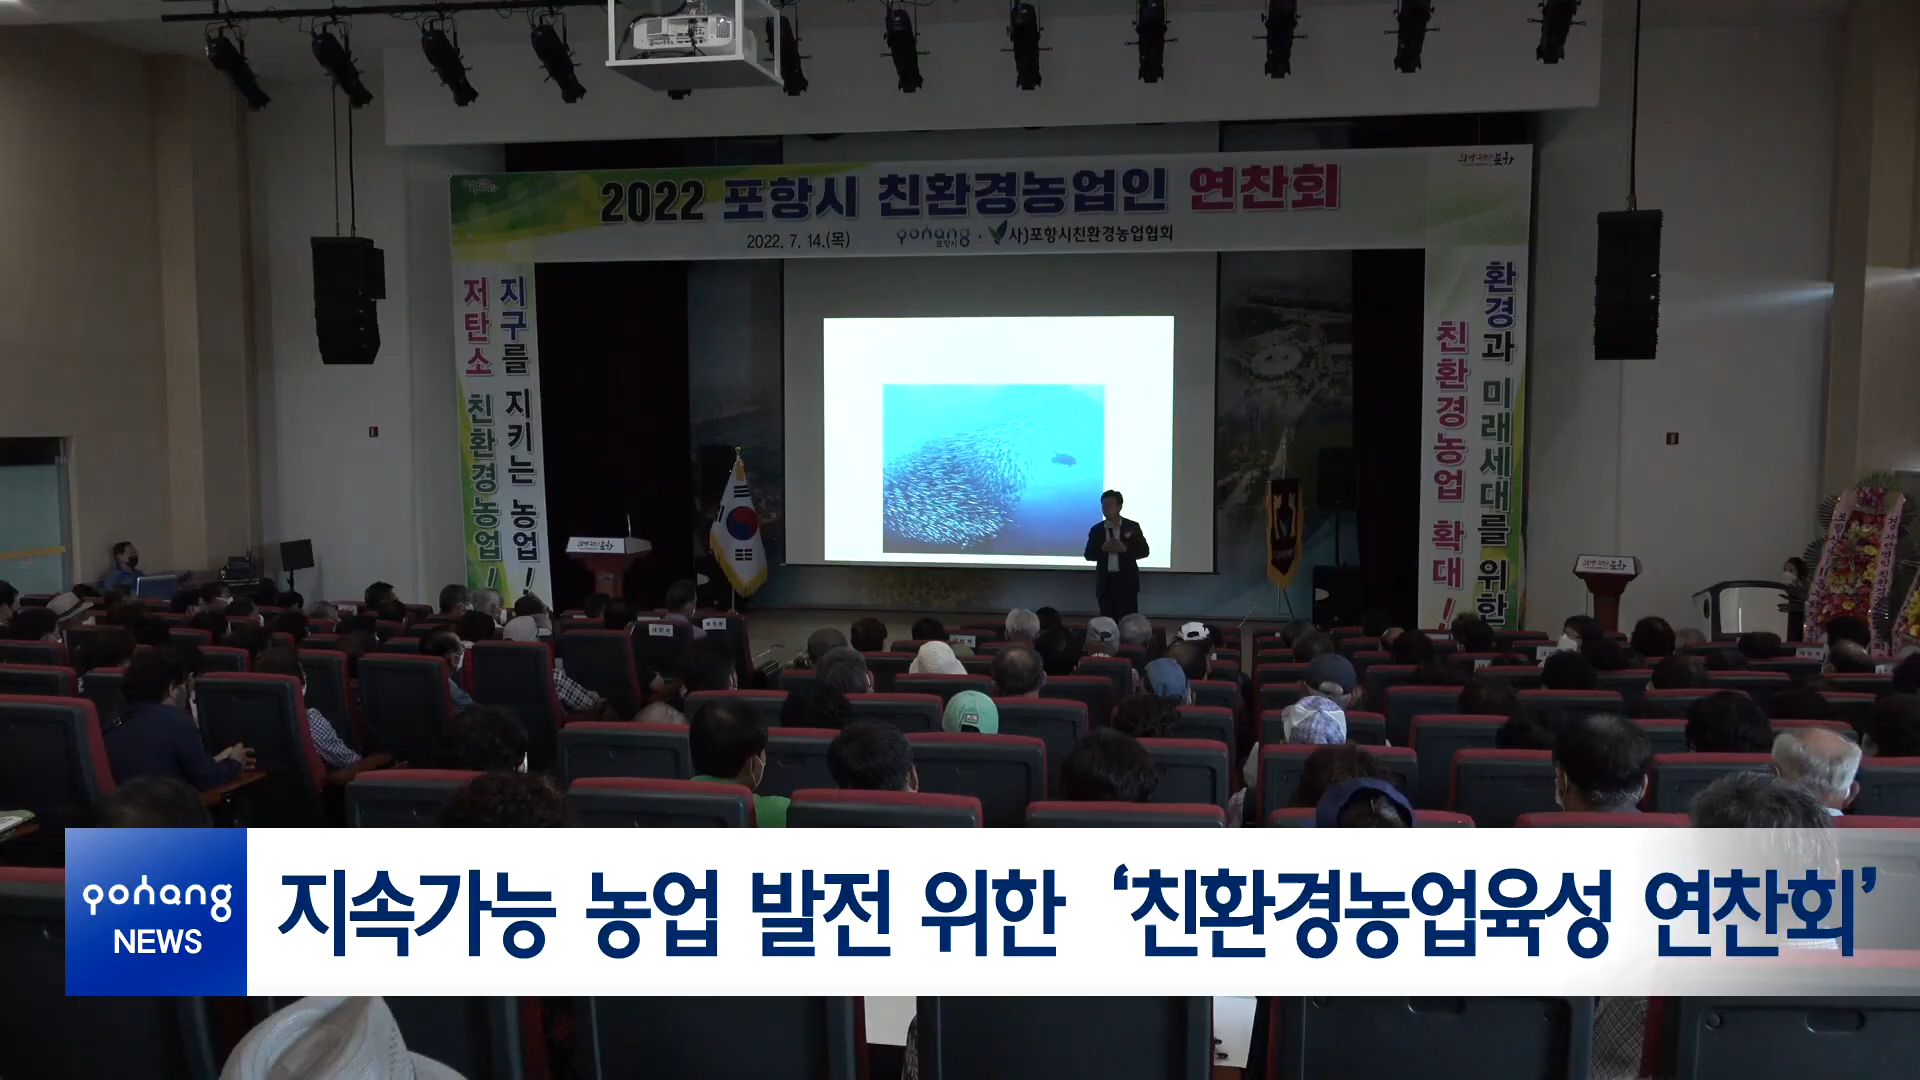 2022 포항시 친환경농업인 연찬회
2022. 7. 14.(목)
pohang
포항시
·
사)포항시친환경농업협회
지구를 지키는 농업!
저탄소 친환경농업!
환경과 미래세대를 위한
친환경농업 확대!
pohang
NEWS
지속가능 농업 발전 위한 ‘친환경농업육성 연찬회’